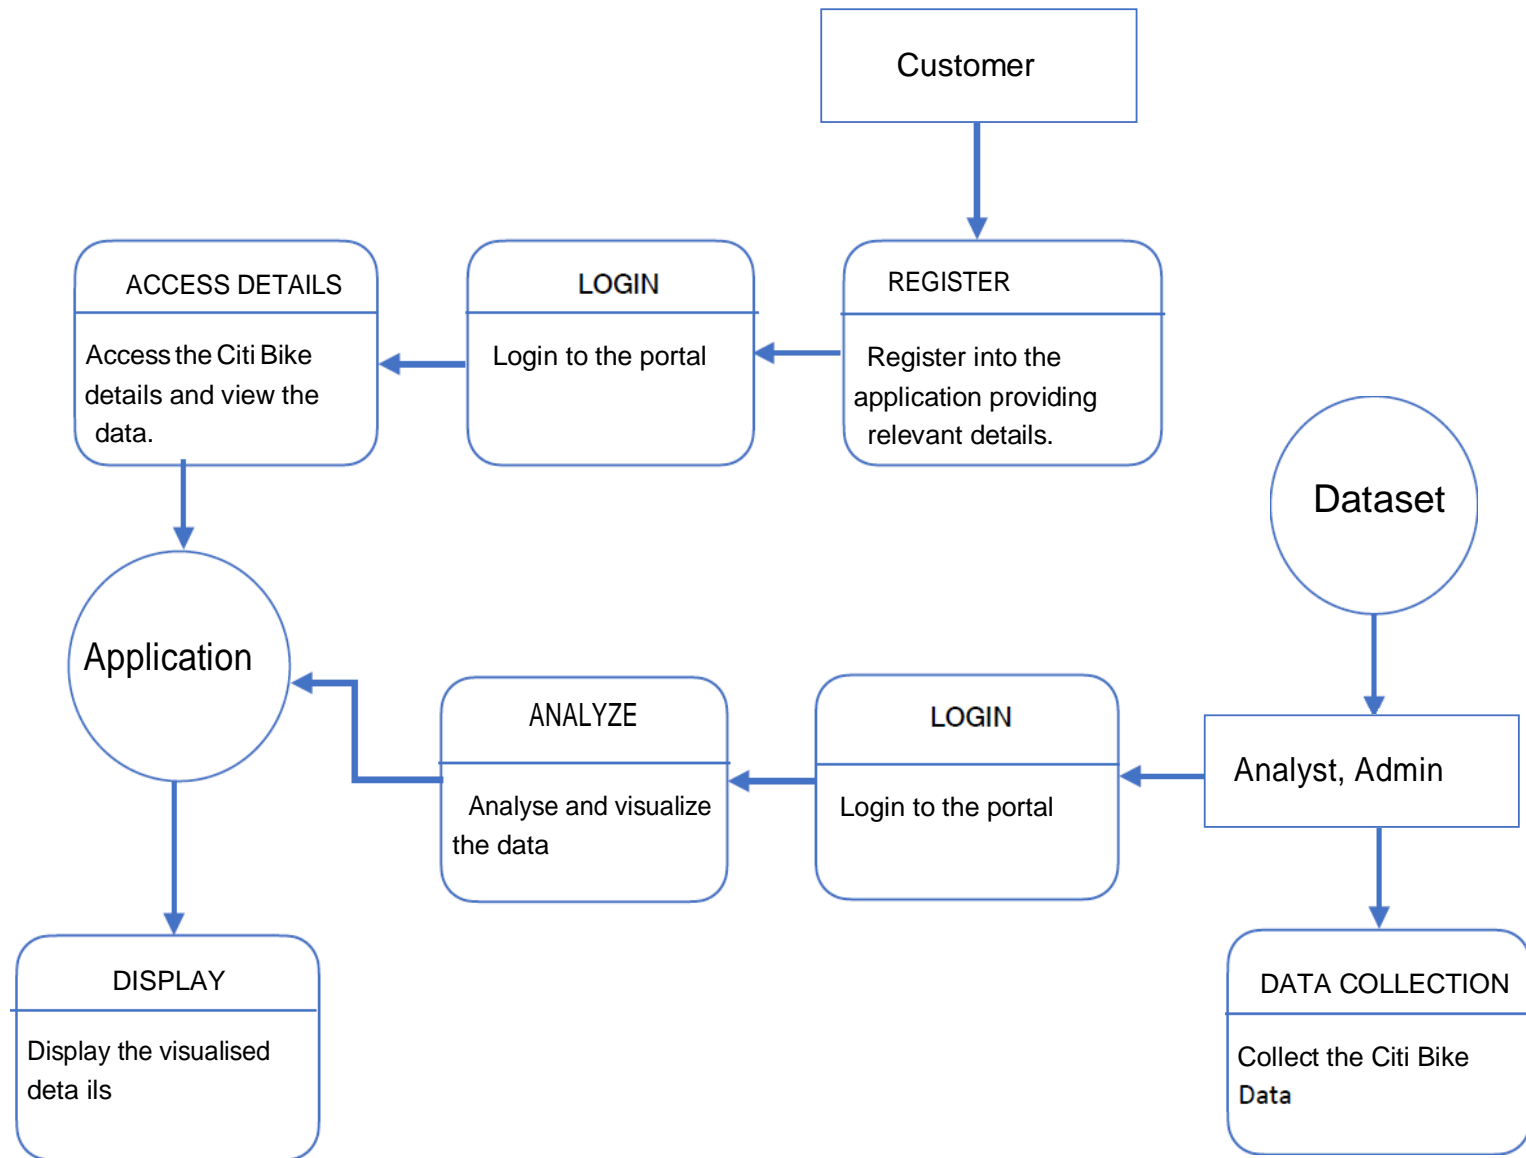 Customer
ACCESS DETAILS
Access the Citi Bike
details and view the
data.
LOGIN
Login to the portal
REGISTER
Register into the
application providing
relevant details.
Dataset
Application
ANALYZE
Analyse and visualize
the data
LOGIN
Login to the portal
Analyst, Admin
DISPLAY
Display the visualised
deta ils
DATA COLLECTION
Collect the Citi Bike
Data